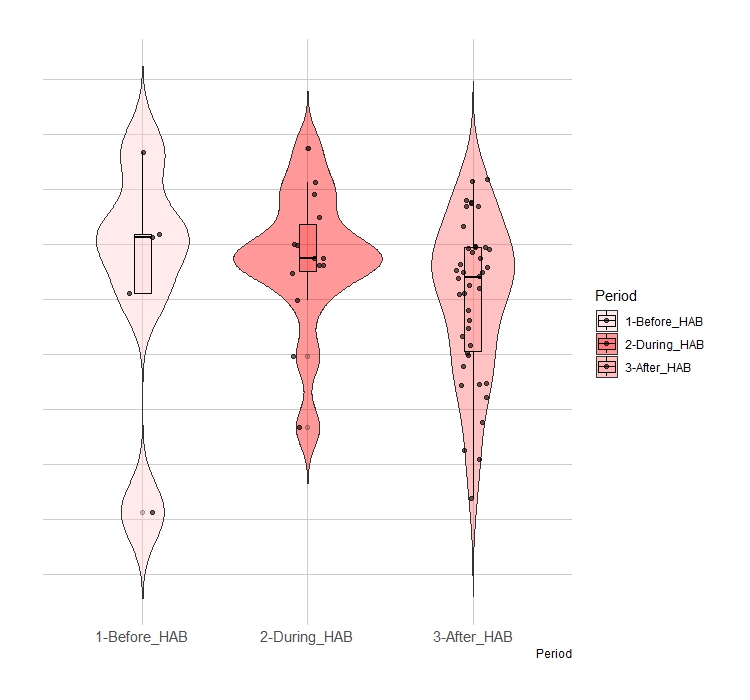 Period
1-Before_HAB
2-During_HAB
3-After_HAB
1-Before_HAB 2-During_HAB 3-After_HAB
Period